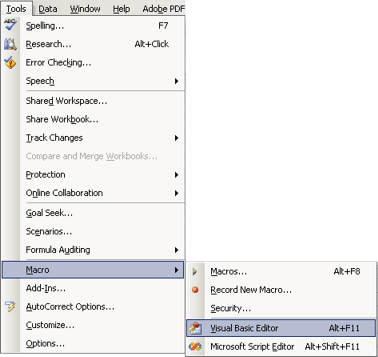 Tools Data Window Help Adobe PDF
Spelling... F7
Research... Alt+Click
Error Checking...
Speech
Shared Workspace...
Share Workbook...
Track Changes
Compare and Merge Workbooks...
Protection
Online Collaboration
Goal Seek...
Scenarios...
Formula Auditing
Macro
Add-Ins...
AutoCorrect Options...
Customize...
Options...
Macros... Alt+F8
Record New Macro...
Security...
Visual Basic Editor Alt+F11
Microsoft Script Editor Alt+Shift+F11